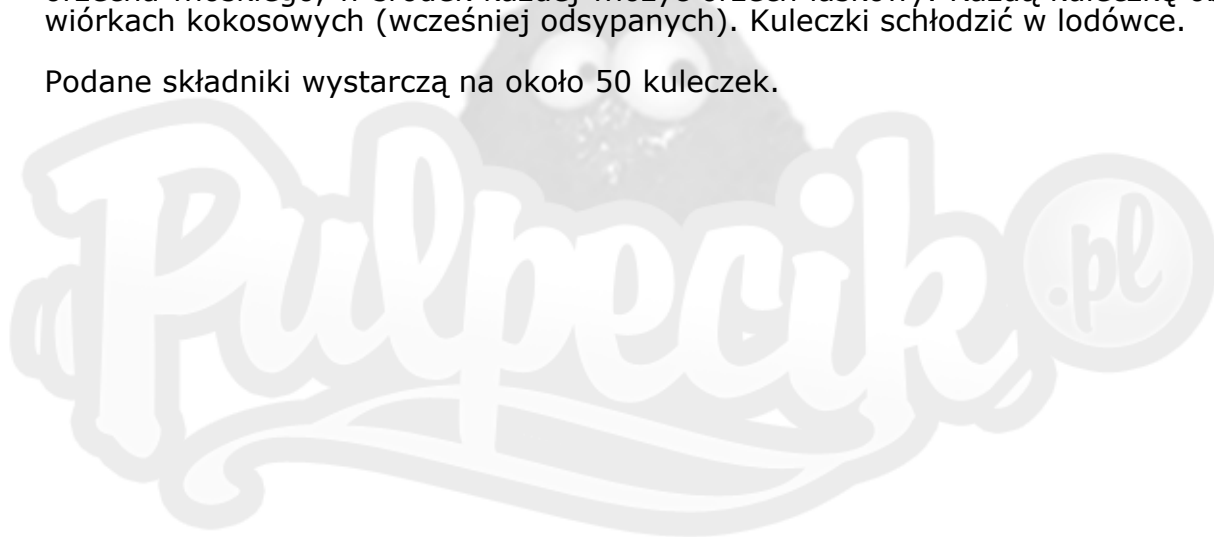 wiórkach kokosowych (wcześniej odsypanych). Kuleczki schłodzić w lodówce.
Podane składniki wystarczą na około 50 kuleczek.
Pulpecik .pl